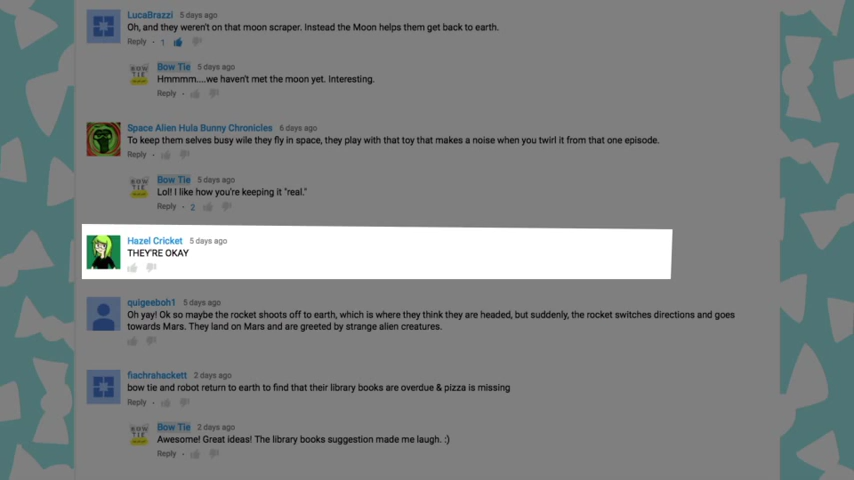 LucaBrazzi 5 days ago
Oh, and they weren't on that moon scraper. Instead the Moon helps them get back to earth.
Reply · 1
BOW TIE
Bow Tie 5 days ago
Hmmmm....we haven't met the moon yet. Interesting.
Reply ·
Space Alien Hula Bunny Chronicles 6 days ago
To keep them selves busy wile they fly in space, they play with that toy that makes a noise when you twirl it from that one episode.
Reply ·
BOW TIE
Bow Tie 5 days ago
Lol! I like how you're keeping it "real."
Reply · 2
Hazel Cricket 5 days ago
THEY'RE OKAY
quigeeboh1 5 days ago
Oh yay! Ok so maybe the rocket shoots off to earth, which is where they think they are headed, but suddenly, the rocket switches directions and goes
towards Mars. They land on Mars and are greeted by strange alien creatures.
fiachrahackett 2 days ago
bow tie and robot return to earth to find that their library books are overdue & pizza is missing
Reply ·
BOW TIE
Bow Tie 2 days ago
Awesome! Great ideas! The library books suggestion made me laugh. :)
Reply ·